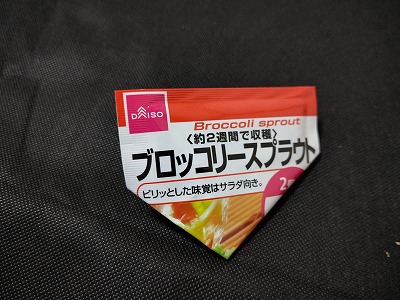 DAISO
Broccoli sprout
〈約2週間で収穫〉
ブロッコリースプラウト
ピリッとした味覚はサラダ向き。
2